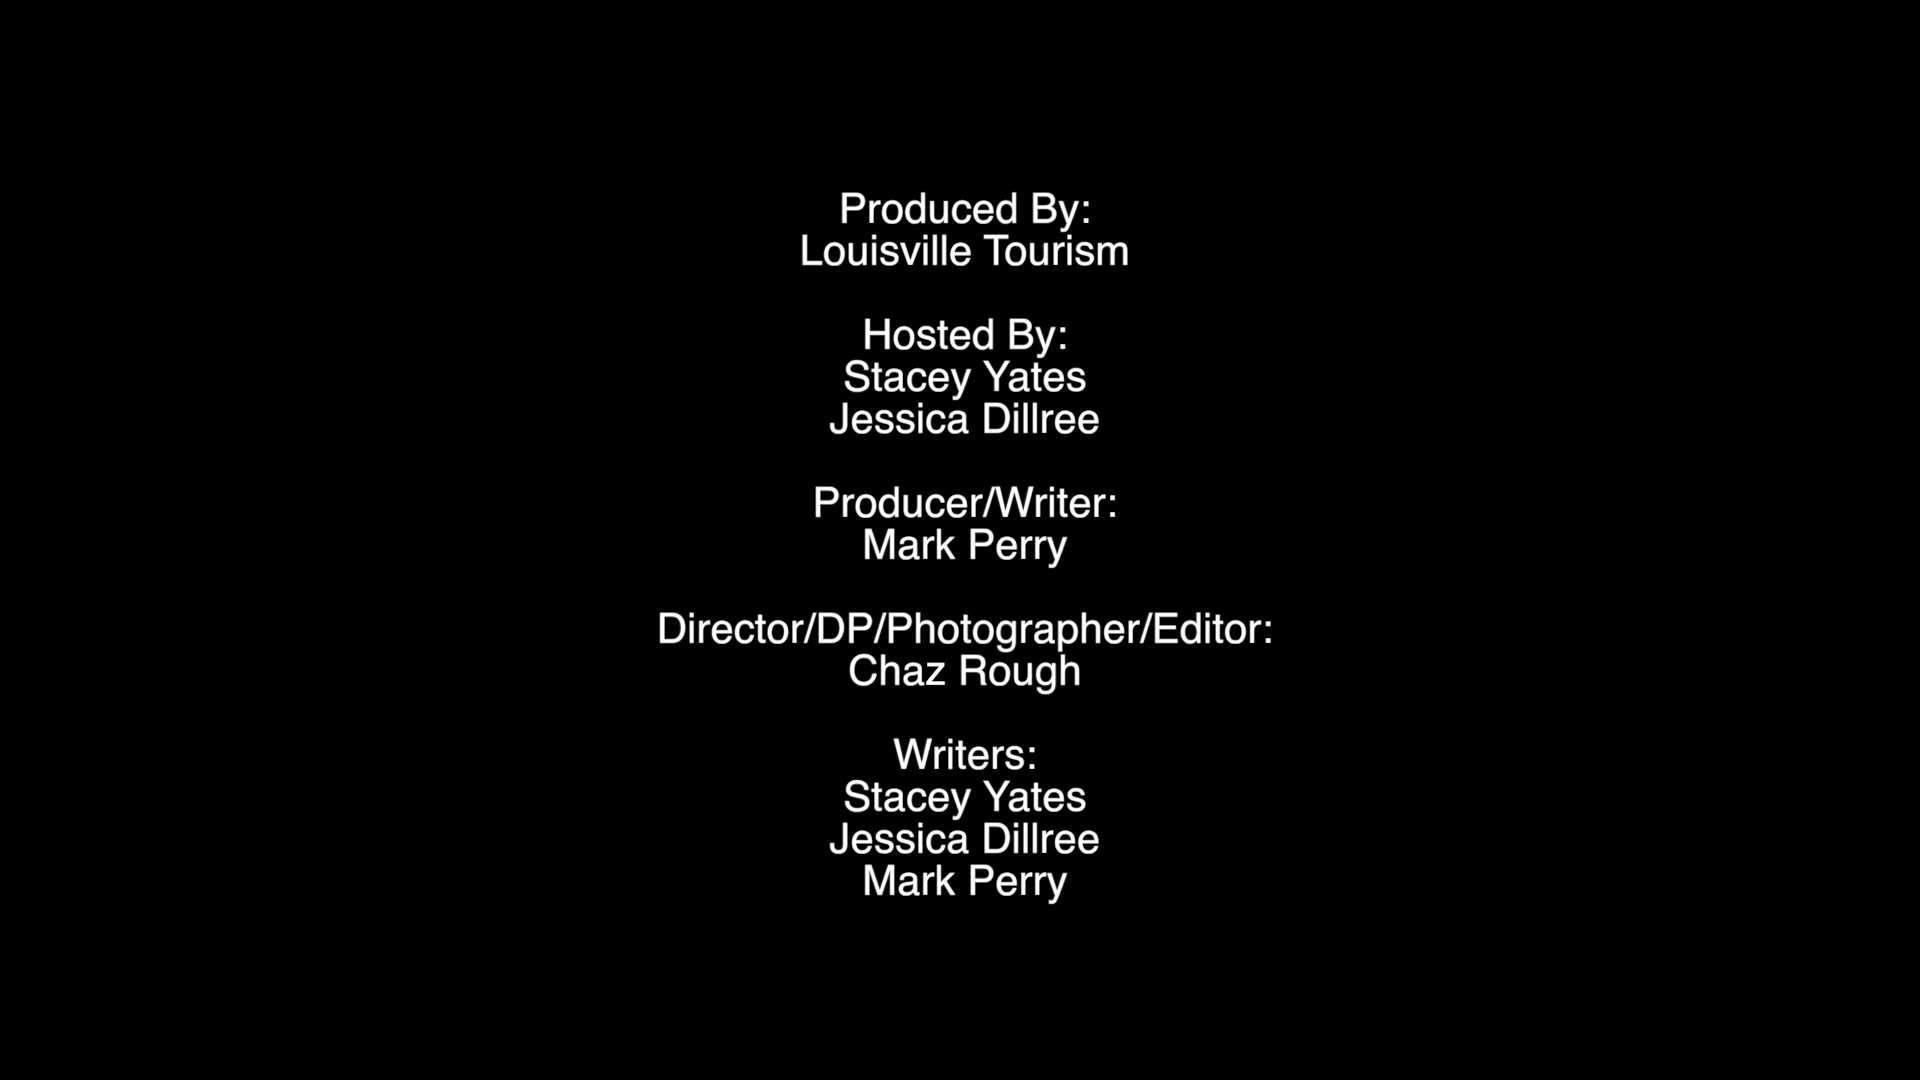 Produced By:
Louisville Tourism
Hosted By:
Stacey Yates
Jessica Dillree
Producer/Writer:
Mark Perry
Director/DP/Photographer/Editor:
Chaz Rough
Writers:
Stacey Yates
Jessica Dillree
Mark Perry